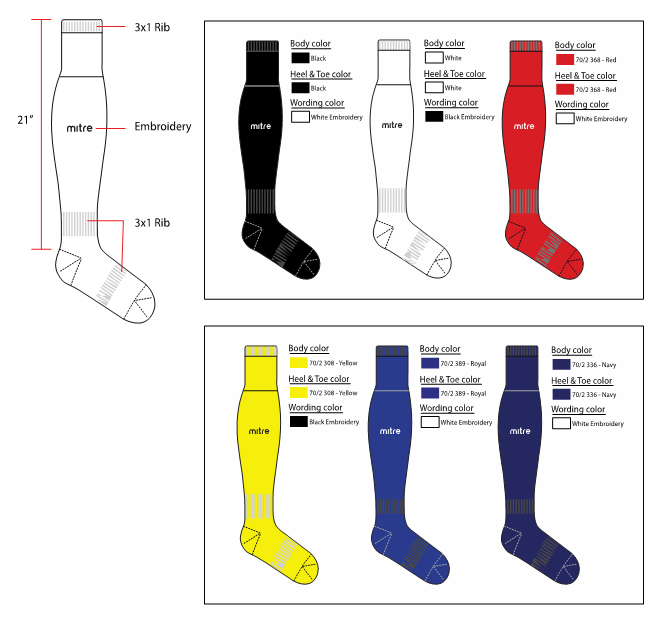 3x1 Rib
21"
mitre
Embroidery
3x1 Rib
Body color
Black
Heel & Toe color
Black
Wording color
White Embroidery
mitre
Body color
White
Heel & Toe color
White
Wording color
Black Embroidery
mitre
Body color
70/2 368 - Red
Heel & Toe color
70/2 368 - Red
Wording color
White Embroidery
mitre
Body color
70/2 308 - Yellow
Heel & Toe color
70/2 308 - Yellow
Wording color
Black Embroidery
mitre
Body color
70/2 389 - Royal
Heel & Toe color
70/2 389 - Royal
Wording color
White Embroidery
mitre
Body color
70/2 336 - Navy
Heel & Toe color
70/2 336 - Navy
Wording color
White Embroidery
mitre